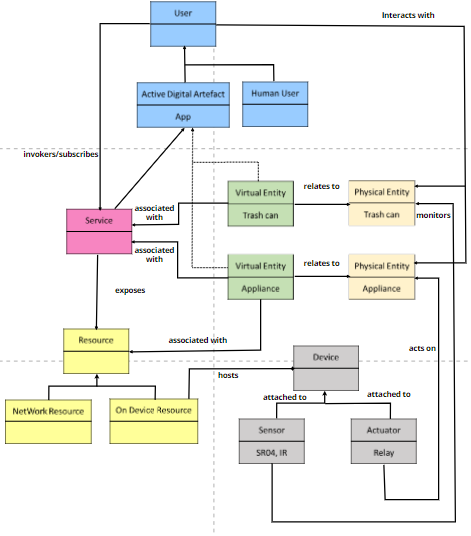 User
Interacts with
Active Digital Artefact
App
Human User
invokers/subscribes
Virtual Entity
Trash can
relates to
Physical Entity
Trash can
monitors
Service
associated
with
associated
with
Virtual Entity
Appliance
relates to
Physical Entity
Appliance
exposes
Resource
associated with
acts on
Device
hosts
attached to
attached to
NetWork Resource
On Device Resource
Sensor
SR04, IR
Actuator
Relay